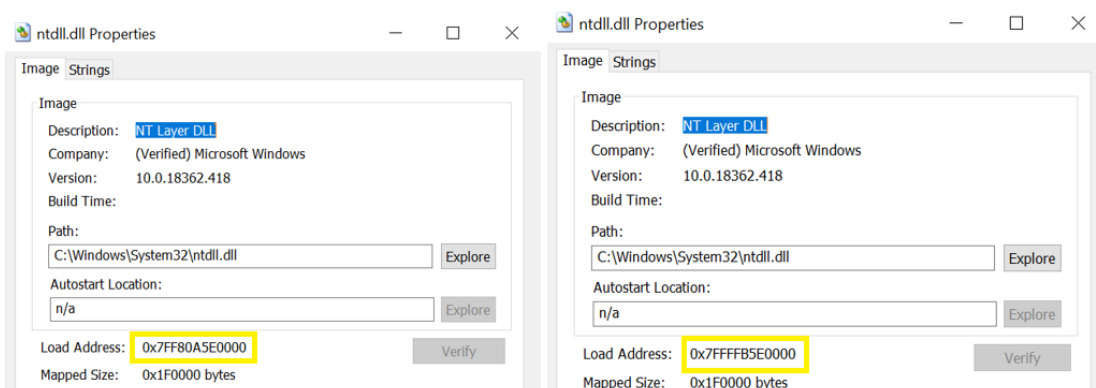 ntdll.dll Properties
Image Strings
Image
Description: NT Layer DLL
Company: (Verified) Microsoft Windows
Version: 10.0.18362.418
Build Time:
Path:
C:\Windows\System32\ntdll.dll Explore
Autostart Location:
n/a Explore
Load Address: 0x7FF80A5E0000 Verify
Mapped Size: 0x1F0000 bytes
ntdll.dll Properties
Image Strings
Image
Description: NT Layer DLL
Company: (Verified) Microsoft Windows
Version: 10.0.18362.418
Build Time:
Path:
C:\Windows\System32\ntdll.dll Explore
Autostart Location:
n/a Explore
Load Address: 0x7FFFFB5E0000 Verify
Mapped Size: 0x1F0000 bytes